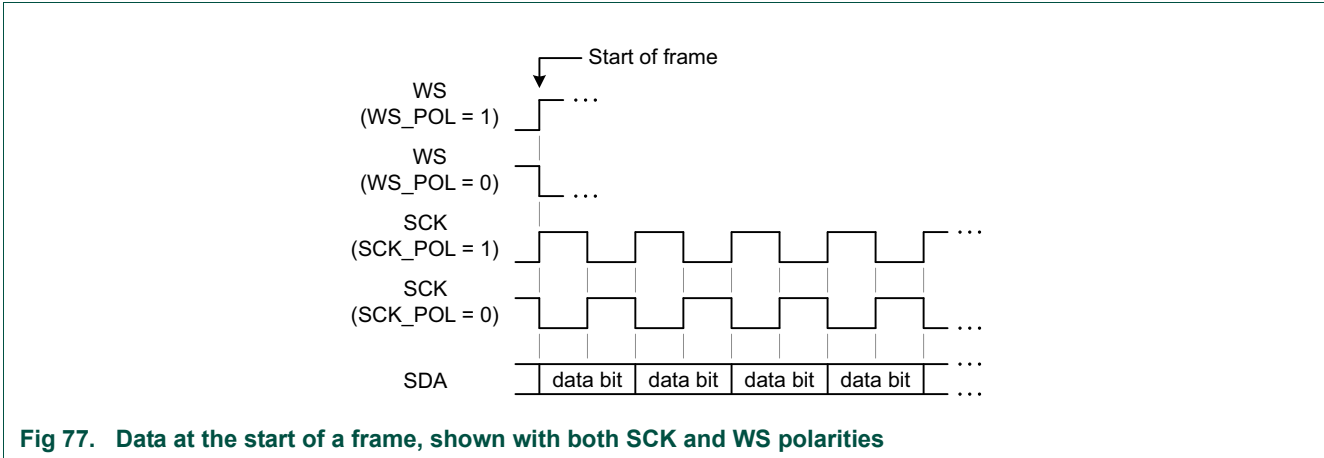 Start of frame
WS
(WS_POL = 1)
...
WS
(WS_POL = 0)
...
SCK
(SCK_POL = 1)
...
SCK
(SCK_POL = 0)
...
SDA
data bit data bit data bit data bit
...
...
Fig 77. Data at the start of a frame, shown with both SCK and WS polarities